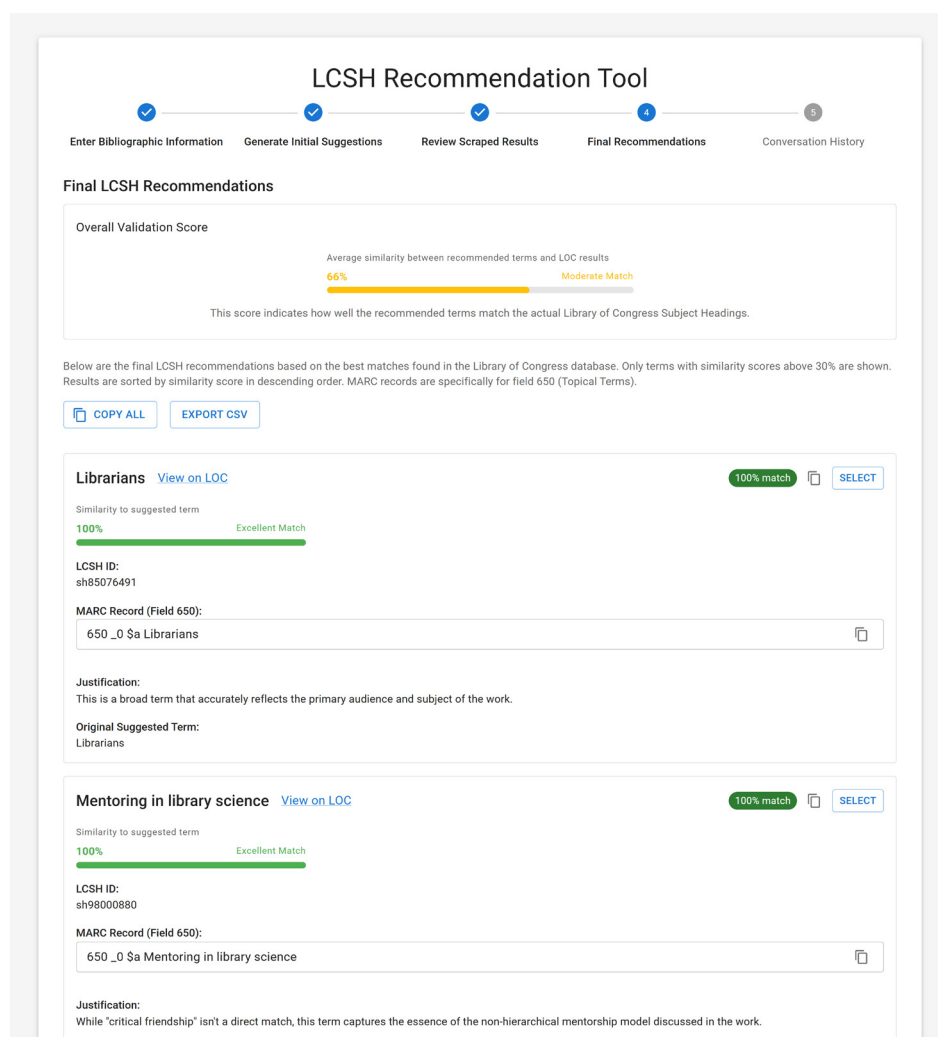 LCSH Recommendation Tool
4
5
Enter Bibliographic Information
Generate Initial Suggestions
Review Scraped Results
Final Recommendations
Conversation History
Final LCSH Recommendations
Overall Validation Score
Average similarity between recommended terms and LOC results
66%
Moderate Match
This score indicates how well the recommended terms match the actual Library of Congress Subject Headings.
Below are the final LCSH recommendations based on the best matches found in the Library of Congress database. Only terms with similarity scores above 30% are shown.
Results are sorted by similarity score in descending order. MARC records are specifically for field 650 (Topical Terms).
COPY ALL
EXPORT CSV
Librarians View on LOC
100% match
SELECT
Similarity to suggested term
100%
Excellent Match
LCSH ID:
sh85076491
MARC Record (Field 650):
650 _0 $a Librarians
Justification:
This is a broad term that accurately reflects the primary audience and subject of the work.
Original Suggested Term:
Librarians
Mentoring in library science View on LOC
100% match
SELECT
Similarity to suggested term
100%
Excellent Match
LCSH ID:
sh98000880
MARC Record (Field 650):
650 _0 $a Mentoring in library science
Justification:
While "critical friendship" isn't a direct match, this term captures the essence of the non-hierarchical mentorship model discussed in the work.